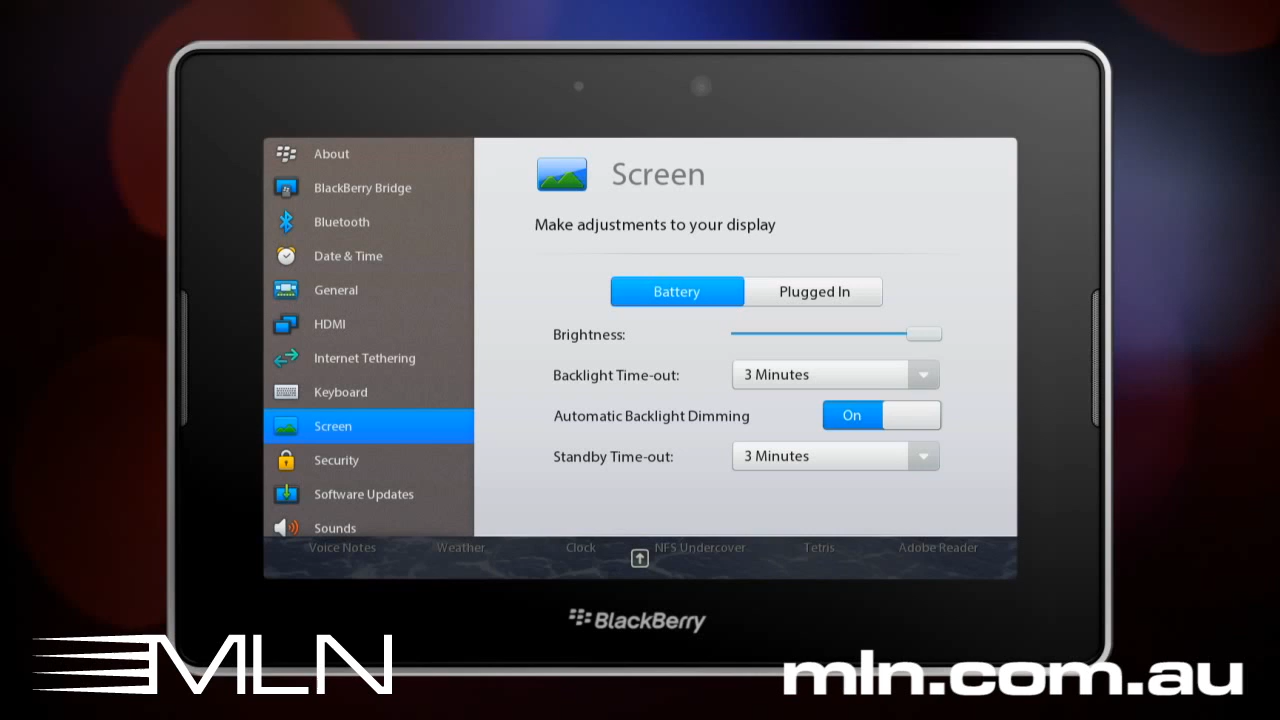 About
BlackBerry Bridge
Bluetooth
Date & Time
General
HDMI
Internet Tethering
Keyboard
Screen
Security
Software Updates
Sounds
Screen
Make adjustments to your display
Battery Plugged In
Brightness:
Backlight Time-out: 3 Minutes
Automatic Backlight Dimming On
Standby Time-out: 3 Minutes
Voice Notes Weather Clock NFS Undercover Tetris Adobe Reader
BlackBerry
MLN
mln.com.au